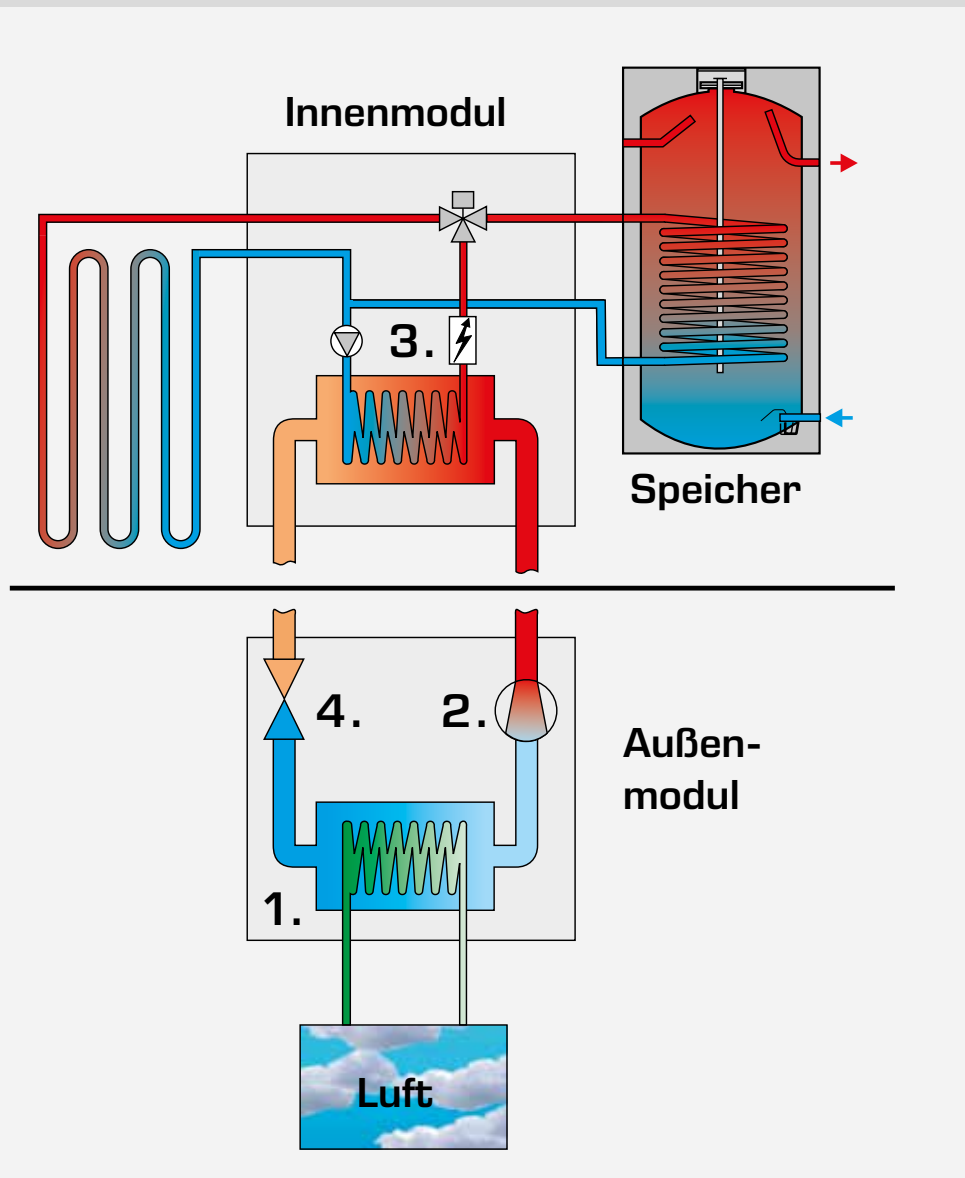 Innenmodul
3.
Speicher
4.
2.
Außen-
modul
1.
Luft